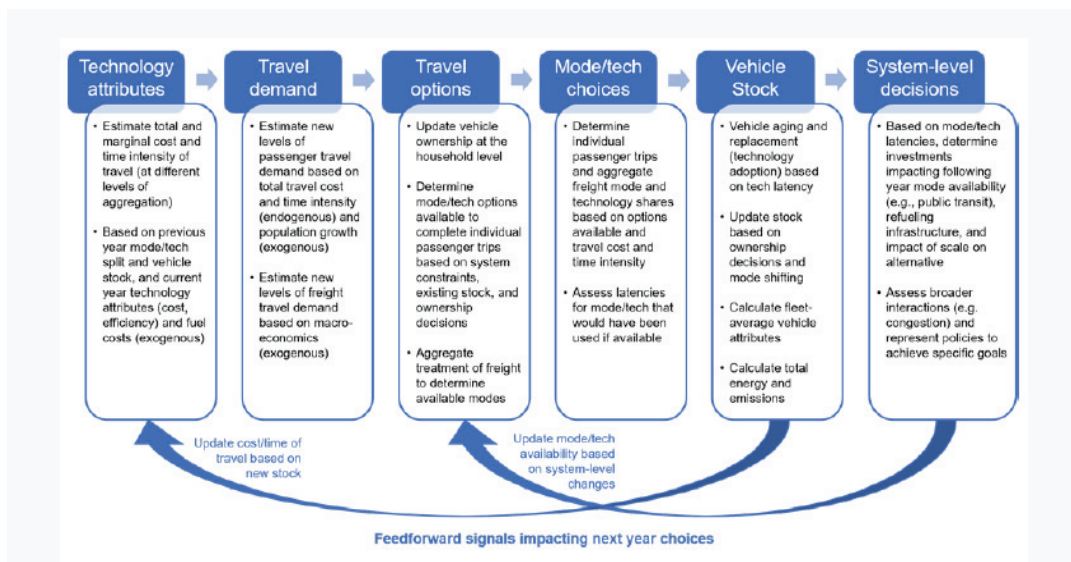 Technology
attributes
• Estimate total and
marginal cost and
time intensity of
travel (at different
levels of
aggregation)
• Based on previous
year mode/tech
split and vehicle
stock, and current
year technology
attributes (cost,
efficiency) and fuel
costs (exogenous)
Travel
demand
• Estimate new
levels of
passenger travel
demand based on
total travel cost
and time intensity
(endogenous) and
population growth
(exogenous)
• Estimate new
levels of freight
travel demand
based on macro-
economics
(exogenous)
Travel
options
• Update vehicle
ownership at the
household level
• Determine
mode/tech options
available to
complete individual
passenger trips
based on system
constraints,
existing stock, and
ownership
decisions
• Aggregate
treatment of freight
to determine
available modes
Mode/tech
choices
• Determine
individual
passenger trips
and aggregate
freight mode and
technology shares
based on options
available and
travel cost and
time intensity
• Assess latencies
for mode/tech that
would have been
used if available
Vehicle
Stock
• Vehicle aging and
replacement
(technology
adoption) based
on tech latency
• Update stock
based on
ownership
decisions and
mode shifting
• Calculate fleet-
average vehicle
attributes
• Calculate total
energy and
emissions
System-level
decisions
• Based on mode/tech
latencies, determine
investments
impacting following
year mode availability
(e.g., public transit),
refueling
infrastructure, and
impact of scale on
alternative
• Assess broader
interactions (e.g.
congestion) and
represent policies to
achieve specific goals
Update cost/time of
travel based on
new stock
Update mode/tech
availability based
on system-level
changes
Feedforward signals impacting next year choices